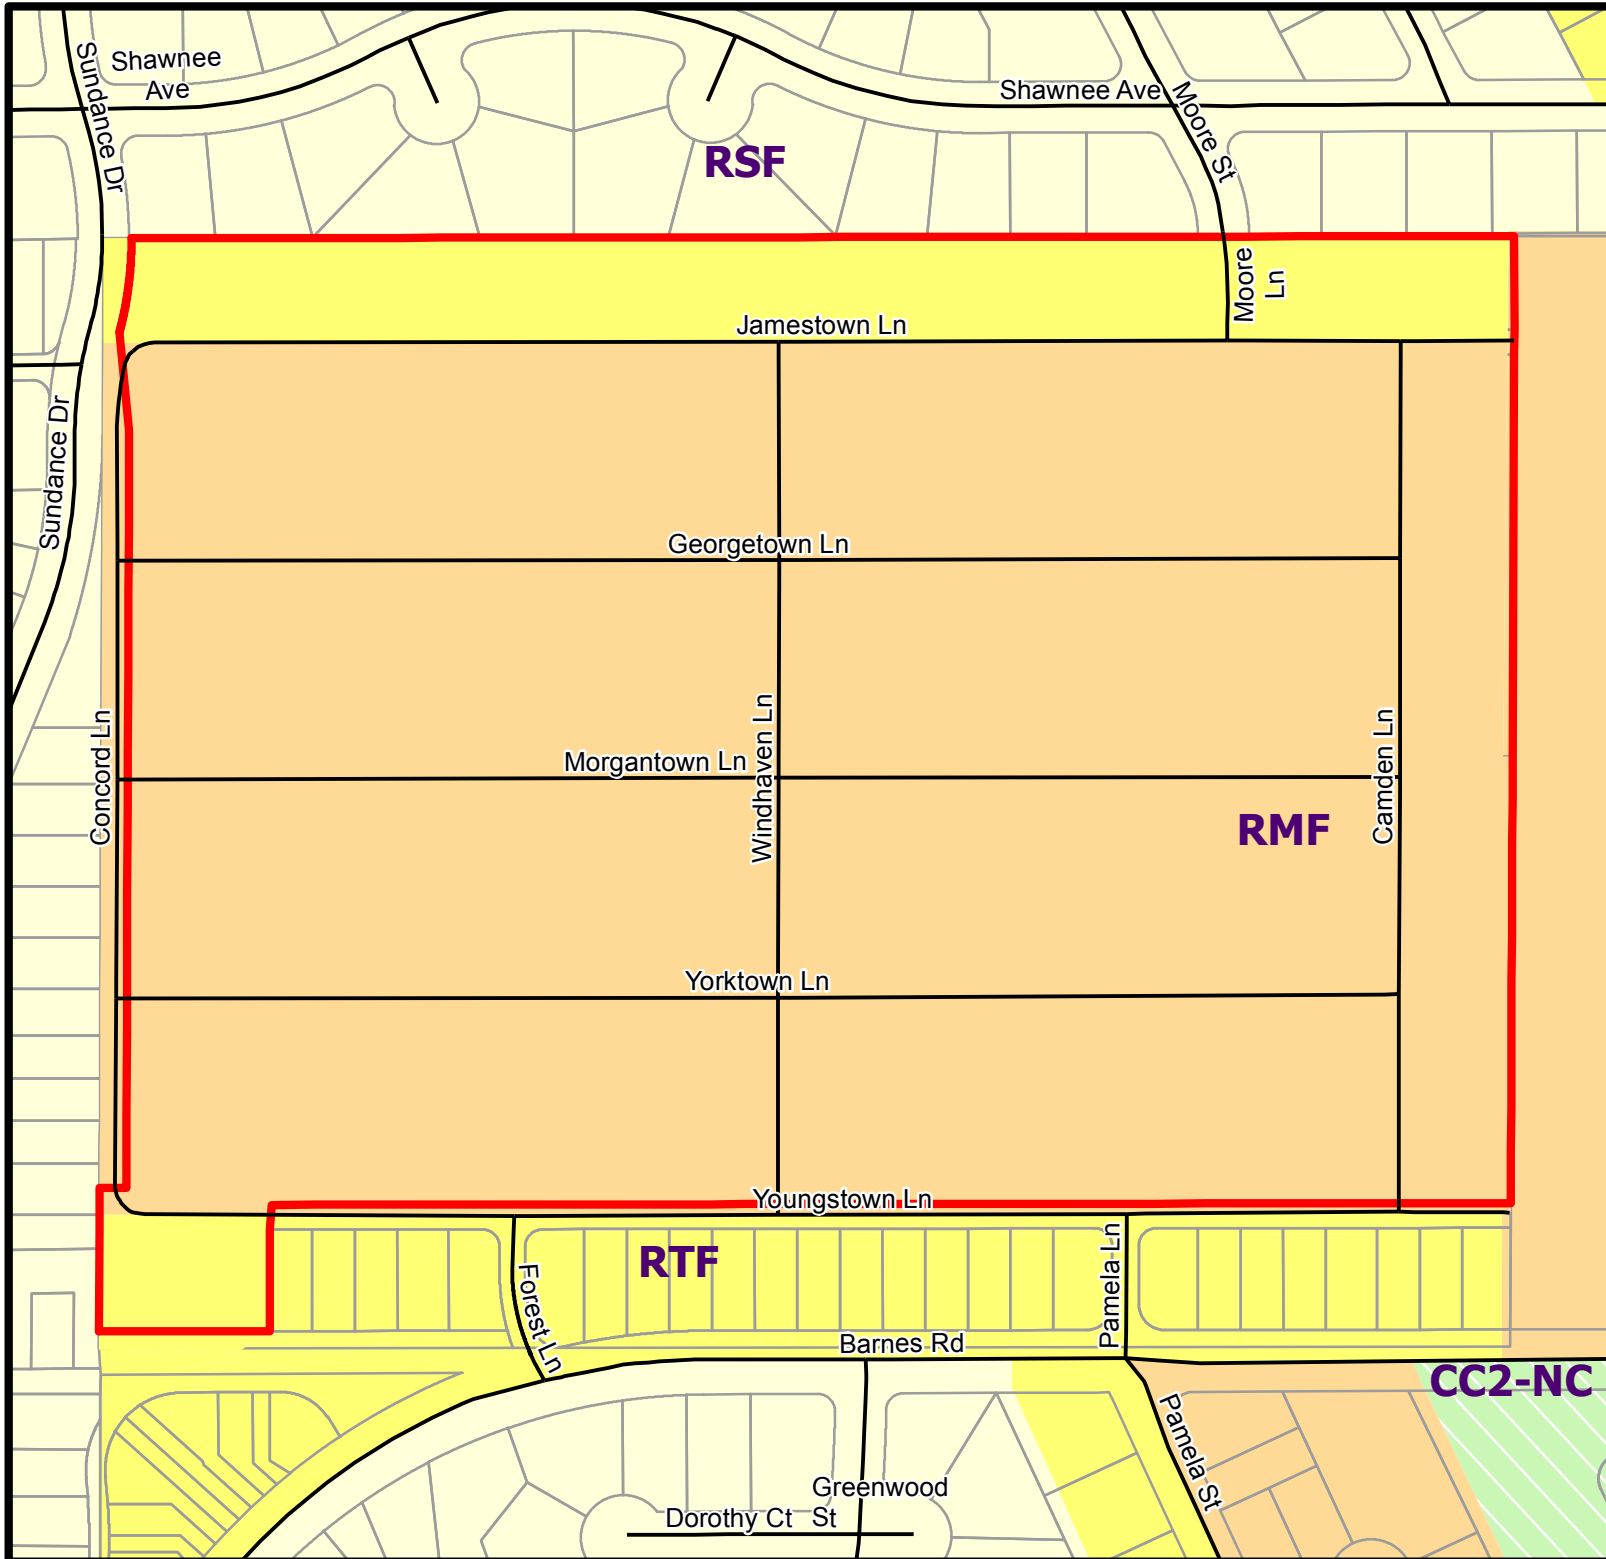 Shawnee
Ave
Sundance Dr
Shawnee Ave
Moore St
RSF
Moore
Ln
Jamestown Ln
Sundance Dr
Georgetown Ln
Concord Ln
Morgantown Ln
Windhaven Ln
Camden Ln
RMF
Yorktown Ln
Youngstown Ln
RTF
Forest Ln
Pamela Ln
Barnes Rd
CC2-NC
Pamela St
Greenwood
St
Dorothy Ct